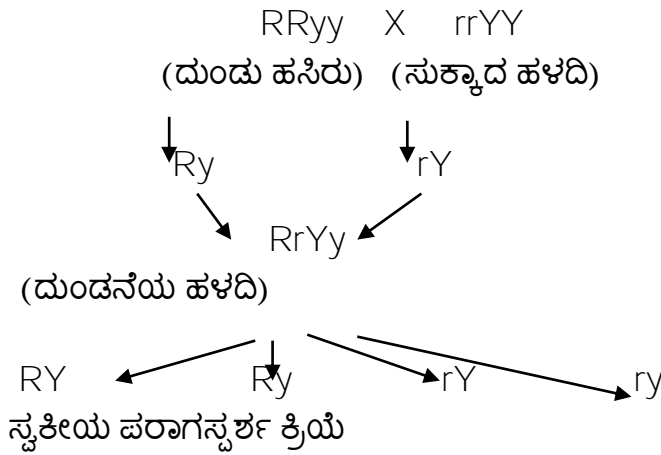 RRyy X rrYY
(ದುಂಡು ಹಸಿರು) (ಸುಕ್ಕಾದ ಹಳದಿ)
Ry rY
RrYy
(ದುಂಡನೆಯ ಹಳದಿ)
RY Ry rY ry
ಸ್ವಕೀಯ ಪರಾಗಸ್ಪರ್ಶ ಕ್ರಿಯೆ